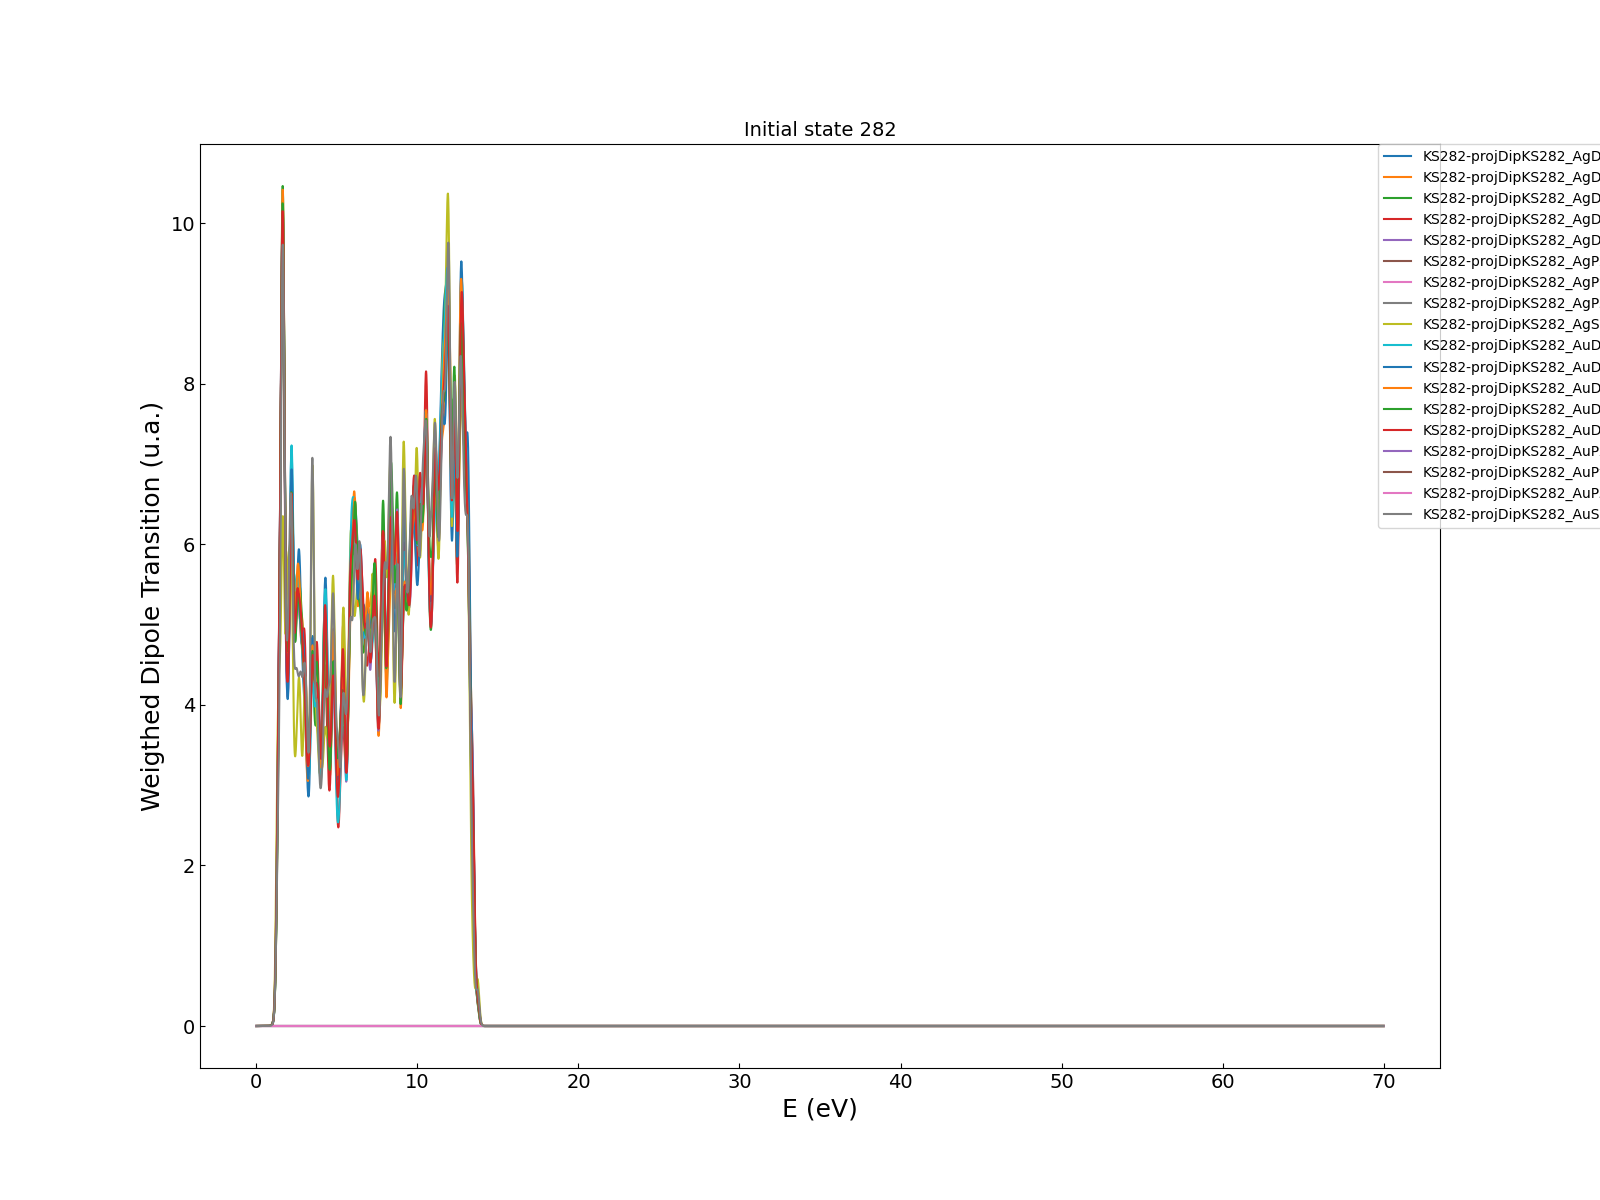 Initial state 282
KS282-projDipKS282_AgD
KS282-projDipKS282_AgD
KS282-projDipKS282_AgD
KS282-projDipKS282_AgD
KS282-projDipKS282_AgD
KS282-projDipKS282_AgP
KS282-projDipKS282_AgP
KS282-projDipKS282_AgP
KS282-projDipKS282_AgS
KS282-projDipKS282_AuD
KS282-projDipKS282_AuD
KS282-projDipKS282_AuD
KS282-projDipKS282_AuD
KS282-projDipKS282_AuD
KS282-projDipKS282_AuP
KS282-projDipKS282_AuP
KS282-projDipKS282_AuP
KS282-projDipKS282_AuS
Weigthed Dipole Transition (u.a.)
10
8
6
4
2
0
0 10 20 30 40 50 60 70
E (eV)